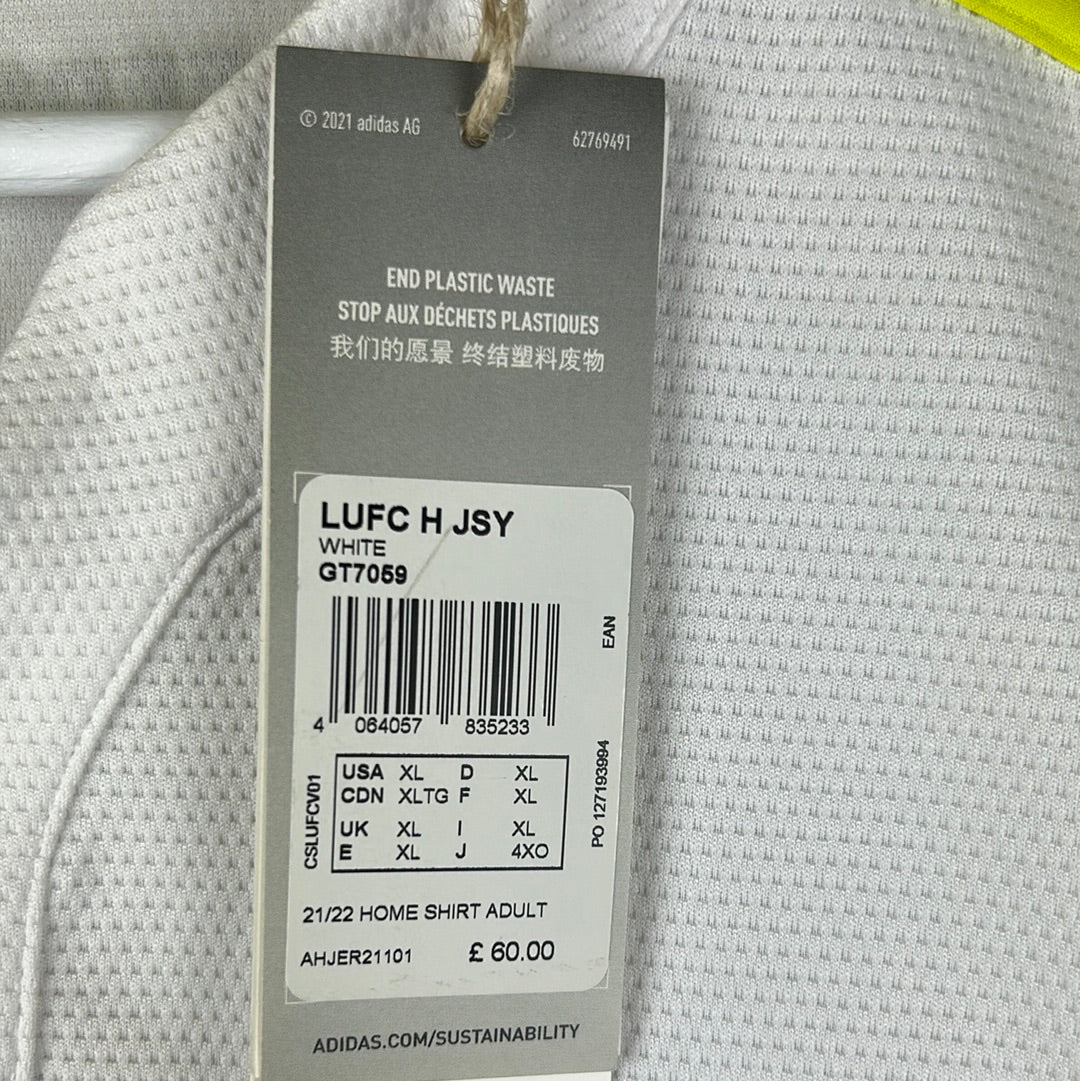 © 2021 adidas AG
62769491
END PLASTIC WASTE
STOP AUX DÉCHETS PLASTIQUES
我们的愿景 终结塑料废物
LUFC H JSY
WHITE
GT7059
EAN
4 064057 835233
USA XL D XL
CDN XLTG F XL
UK XL I XL
E XL J 4XO
CSLUFCV01
PO 127193994
21/22 HOME SHIRT ADULT
AHJER21101 £ 60.00
ADIDAS.COM/SUSTAINABILITY